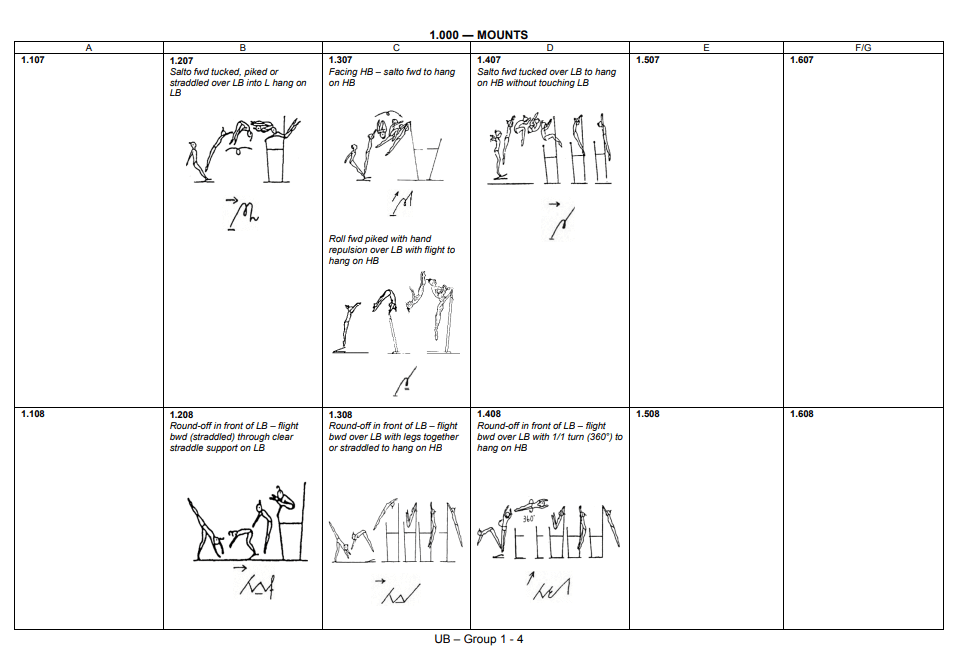 1.000 — MOUNTS
A B C D E F/G
1.107
1.207
Salto fwd tucked, piked or
straddled over LB into L hang on
LB
1.307
Facing HB – salto fwd to hang
on HB
Roll fwd piked with hand
repulsion over LB with flight to
hang on HB
1.407
Salto fwd tucked over LB to hang
on HB without touching LB
1.507
1.607
1.108
1.208
Round-off in front of LB – flight
bwd (straddled) through clear
straddle support on LB
1.308
Round-off in front of LB – flight
bwd over LB with legs together
or straddled to hang on HB
1.408
Round-off in front of LB – flight
bwd over LB with 1/1 turn (360°) to
hang on HB
360°
1.508
1.608
UB – Group 1 - 4